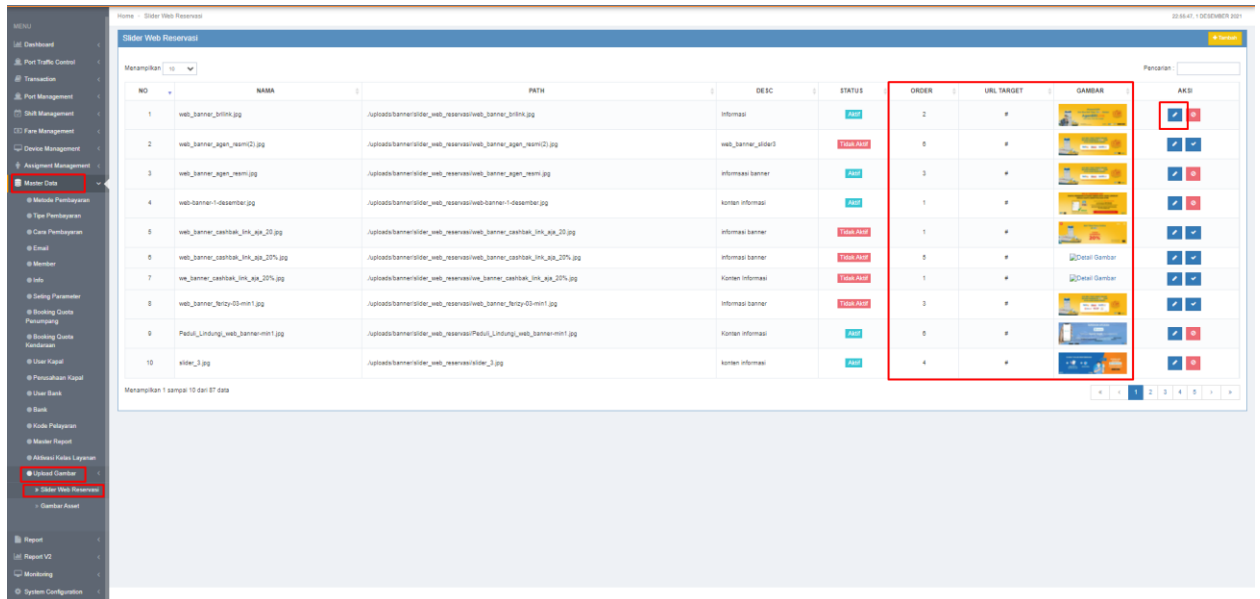 MENU
Dashboard
Port Traffic Control
Transaction
Port Management
Shift Management
Fare Management
Device Management
Assigment Management
Master Data
Metode Pembayaran
Tipe Pembayaran
Cara Pembayaran
Email
Member
Info
Seting Parameter
Booking Quota Penumpang
Booking Quota Kendaraan
User Kapal
Perusahaan Kapal
User Bank
Bank
Kode Pelayaran
Master Report
Aktivasi Kelas Layanan
Upload Gambar
Slider Web Reservasi
Gambar Asset
Report
Report V2
Monitoring
System Configuration
Home Slider Web Reservasi
22:55:47, 1 DESEMBER 2021
Slider Web Reservasi
+ Tambah
Menampilkan 10
Pencarian :
NO NAMA PATH DESC STATUS ORDER URL TARGET GAMBAR AKSI
1 web_banner_brilink.jpg ./uploads/banner/slider_web_reservasi/web_banner_brilink.jpg Informasi Aktif 2 #
2 web_banner_agen_resmi(2).jpg ./uploads/banner/slider_web_reservasi/web_banner_agen_resmi(2).jpg web_banner_slider3 Tidak Aktif #
3 web_banner_agen_resmi.jpg ./uploads/banner/slider_web_reservasi/web_banner_agen_resmi.jpg informsasi banner Aktif 3 #
4 web-banner-1-desember.jpg ./uploads/banner/slider_web_reservasi/web-banner-1-desember.jpg konten informasi Aktif 1 #
5 web_banner_cashbak_link_aja_20.jpg ./uploads/banner/slider_web_reservasi/web_banner_cashbak_link_aja_20.jpg informasi banner Tidak Aktif 1 #
6 web_banner_cashbak_link_aja_20%.jpg ./uploads/banner/slider_web_reservasi/web_banner_cashbak_link_aja_20%.jpg informasi banner Tidak Aktif # Detail Gambar
7 we_banner_cashbak_link_aja_20%.jpg ./uploads/banner/slider_web_reservasi/we_banner_cashbak_link_aja_20%.jpg Konten Informasi Tidak Aktif 1 # Detail Gambar
8 web_banner_ferizy-03-min1.jpg ./uploads/banner/slider_web_reservasi/web_banner_ferizy-03-min1.jpg Informasi banner Tidak Aktif 3 #
9 Peduli_Lindungi_web_banner-min1.jpg ./uploads/banner/slider_web_reservasi/Peduli_Lindungi_web_banner-min1.jpg Konten Informasi Aktif #
10 slider_3.jpg ./uploads/banner/slider_web_reservasi/slider_3.jpg konten informasi Aktif 4 #
Menampilkan 1 sampai 10 dari 87 data
« ‹ 1 2 3 4 5 › »